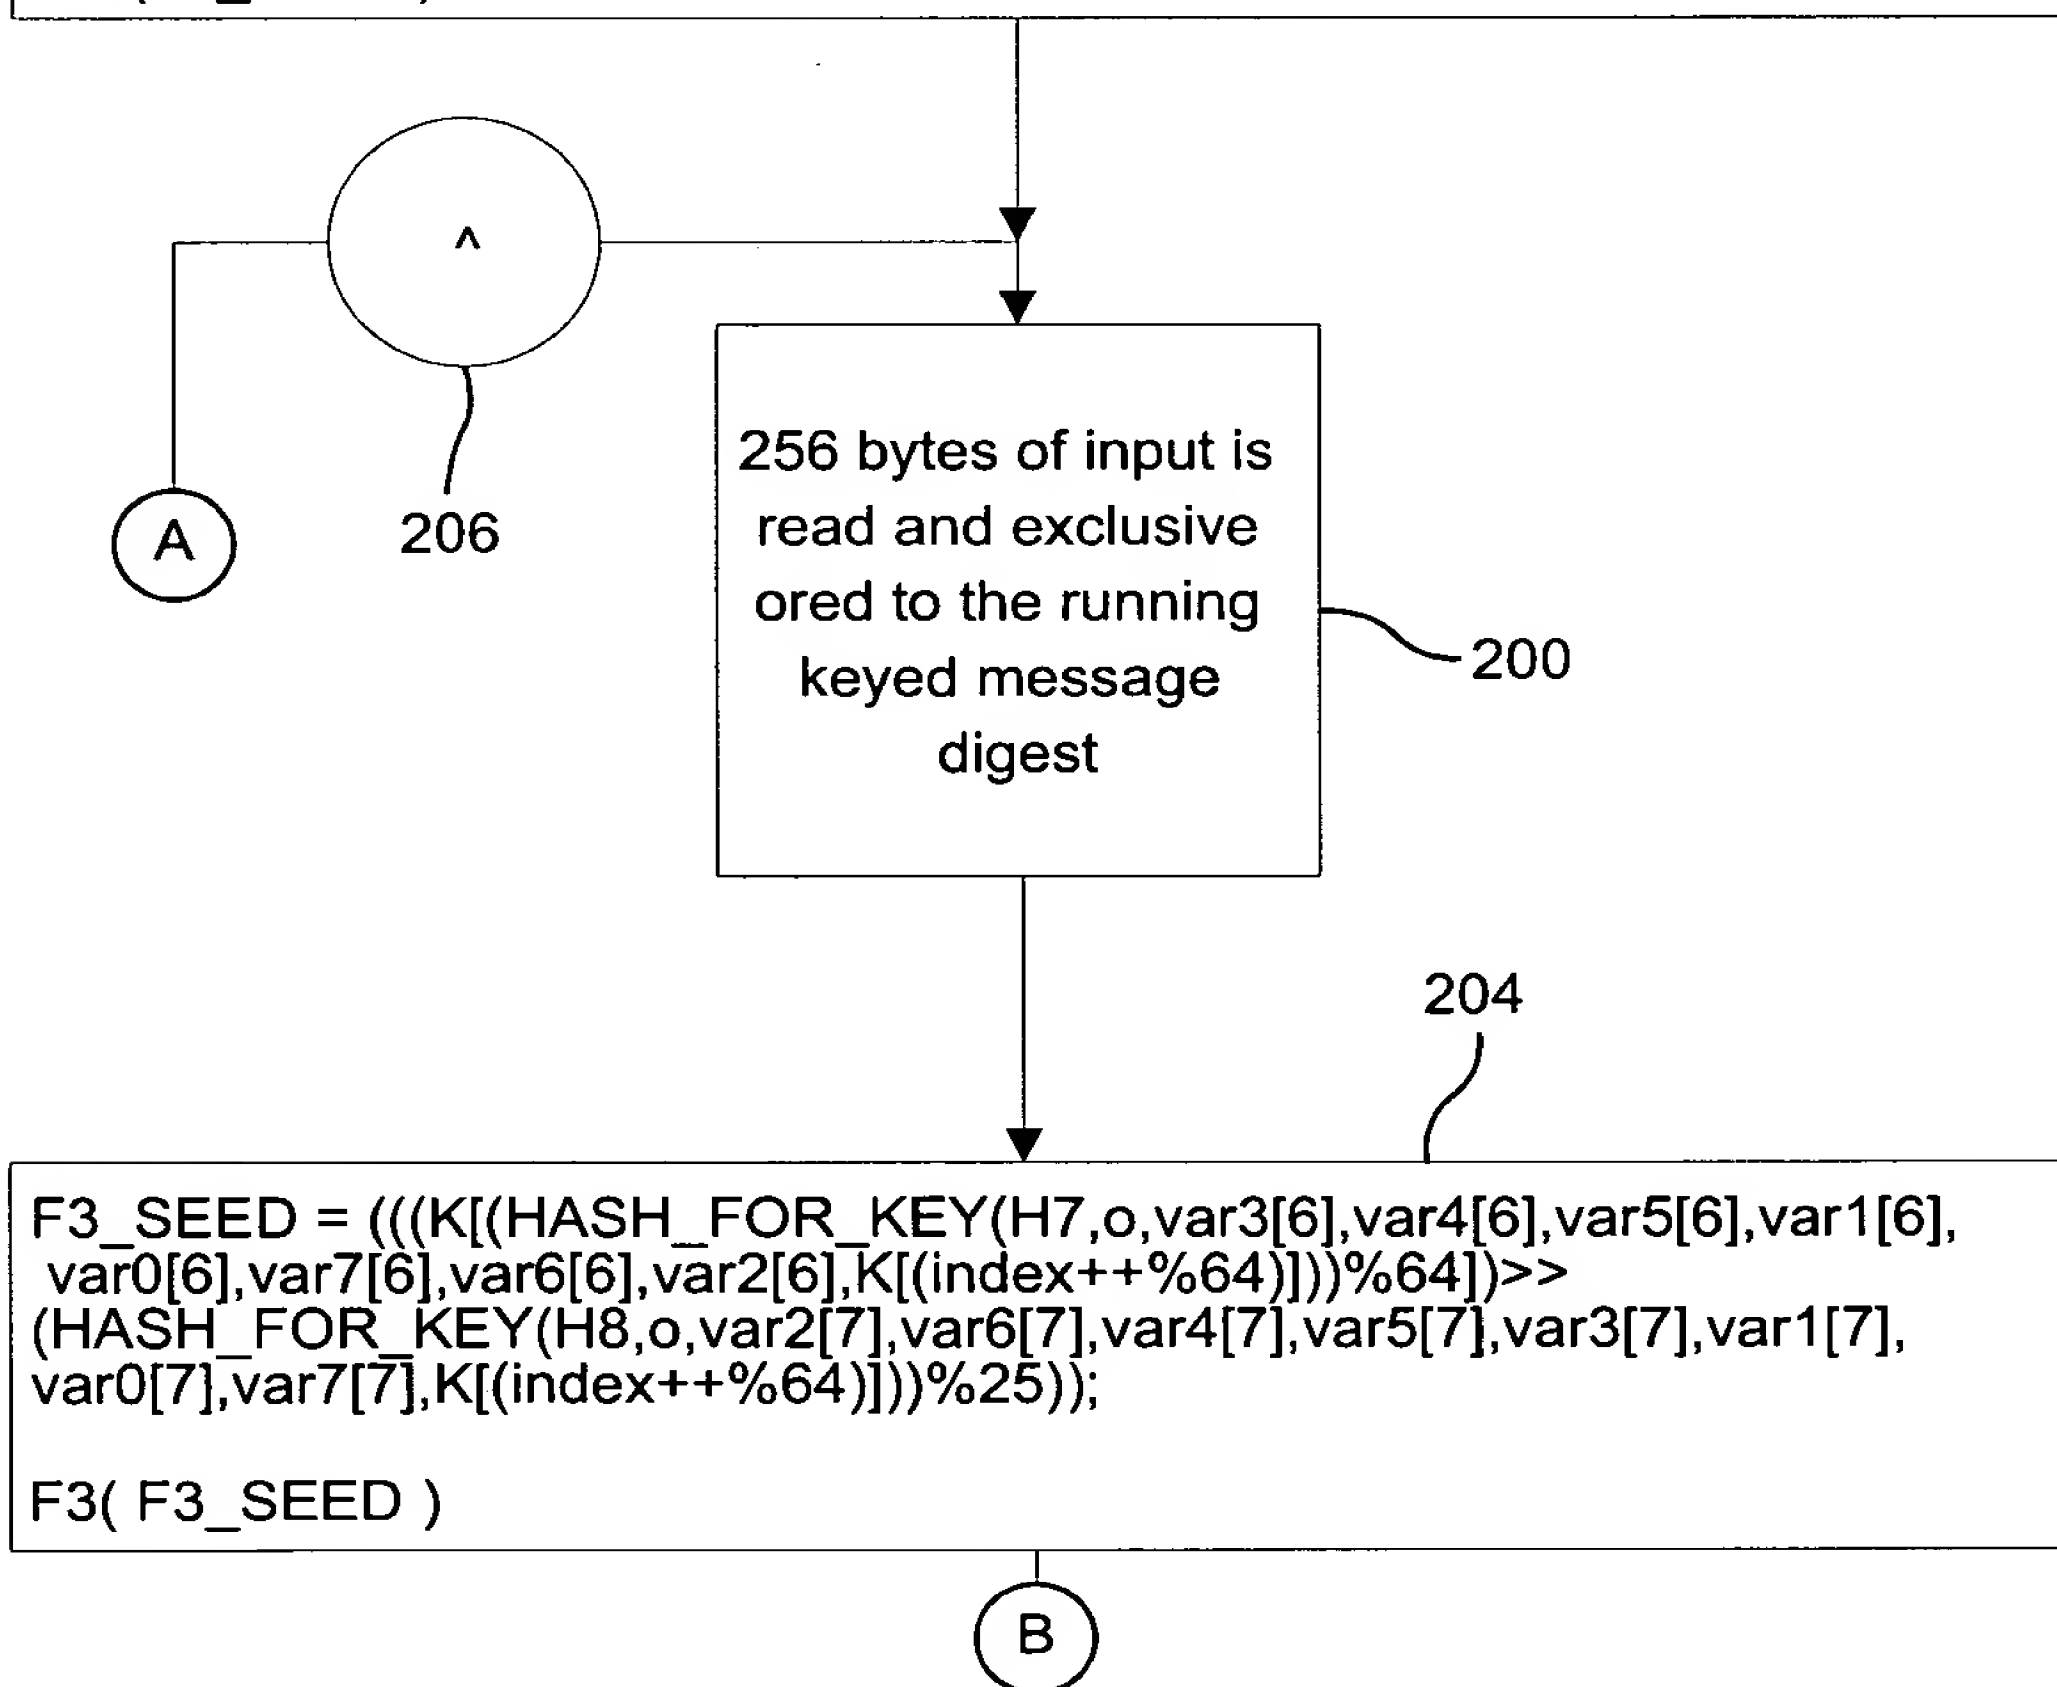 ^
A
206
256 bytes of input is
read and exclusive
ored to the running
keyed message
digest
200
204
F3_SEED = (((K[(HASH_FOR_KEY(H7,o,var3[6],var4[6],var5[6],var1[6],
var0[6],var7[6],var6[6],var2[6],K[(index++%64)]))%64])>>
(HASH_FOR_KEY(H8,o,var2[7],var6[7],var4[7],var5[7],var3[7],var1[7],
var0[7],var7[7],K[(index++%64)]))%25));
F3( F3_SEED )
B